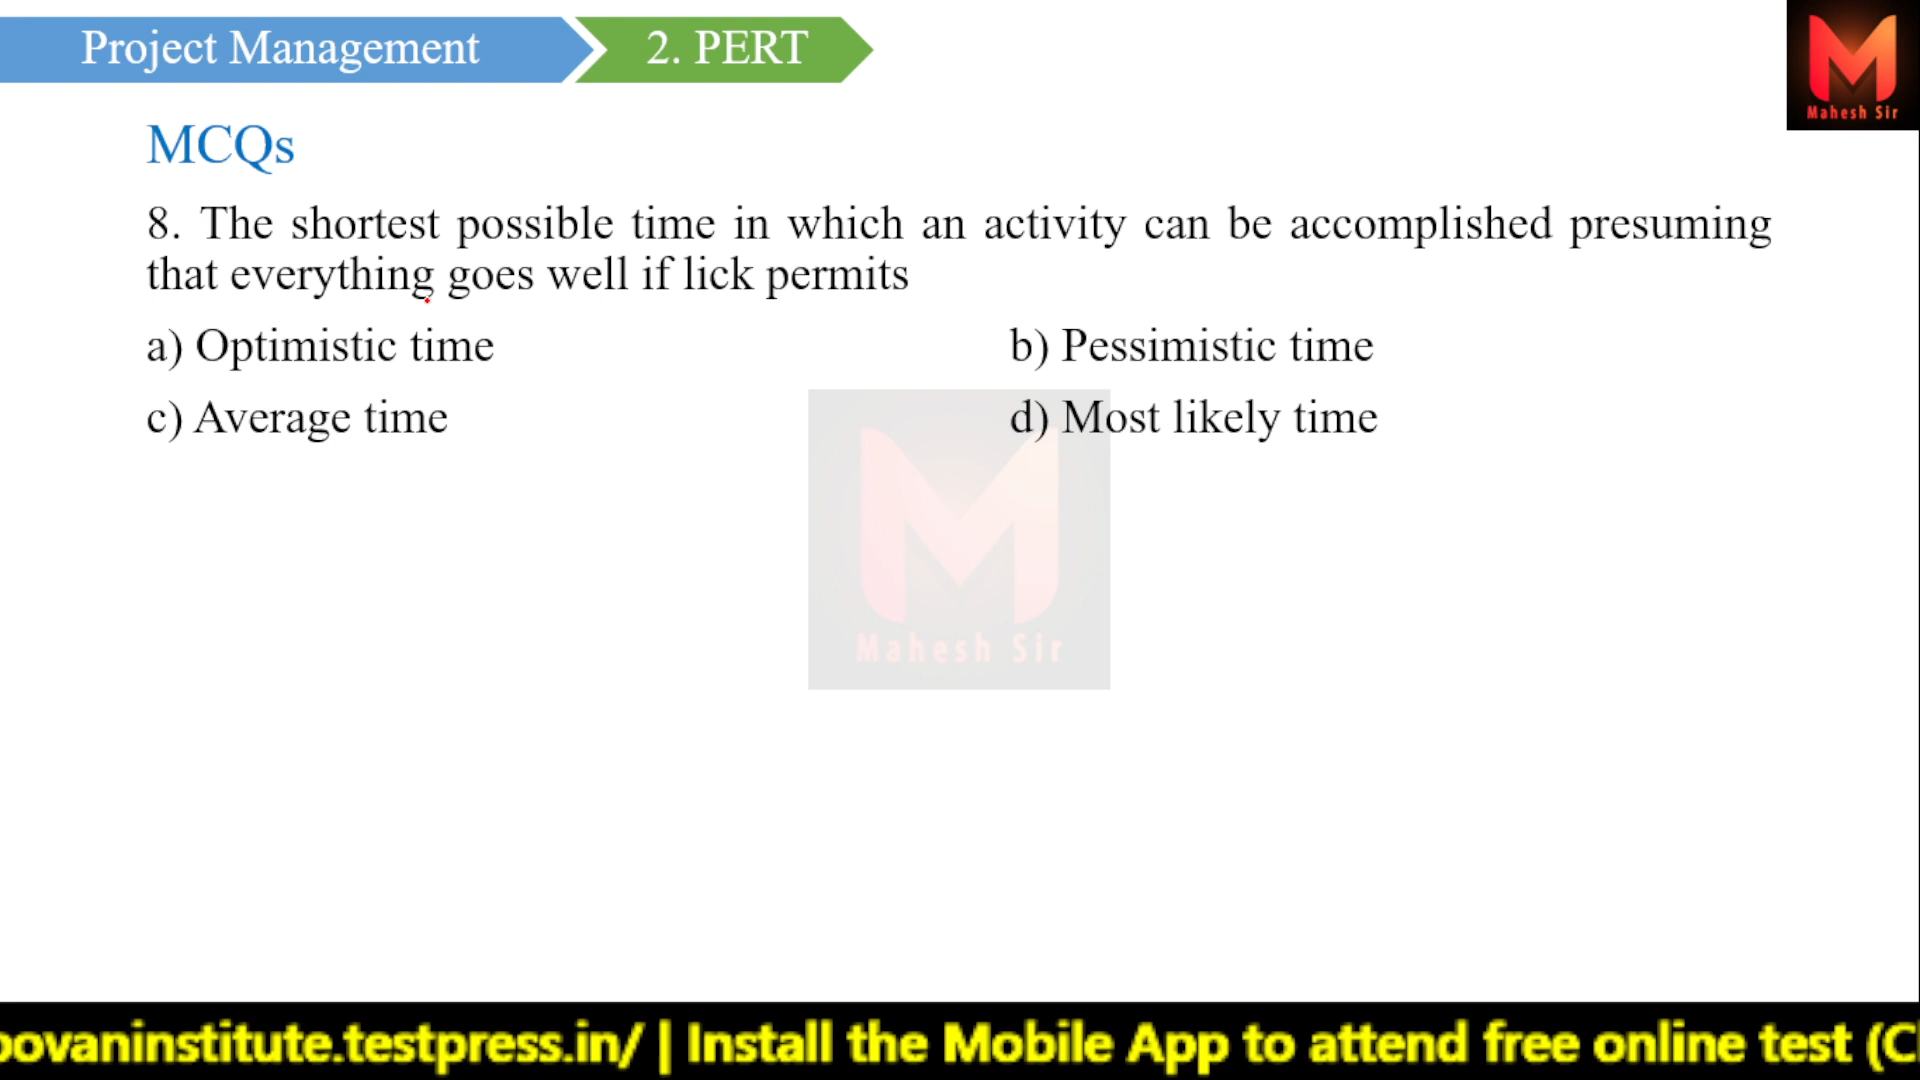 Project Management
2. PERT
Mahesh Sir
MCQs
8. The shortest possible time in which an activity can be accomplished presuming
that everything goes well if lick permits
a) Optimistic time
b) Pessimistic time
c) Average time
d) Most likely time
Mahesh Sir
ovaninstitute.testpress.in/ | Install the Mobile App to attend free online test (C